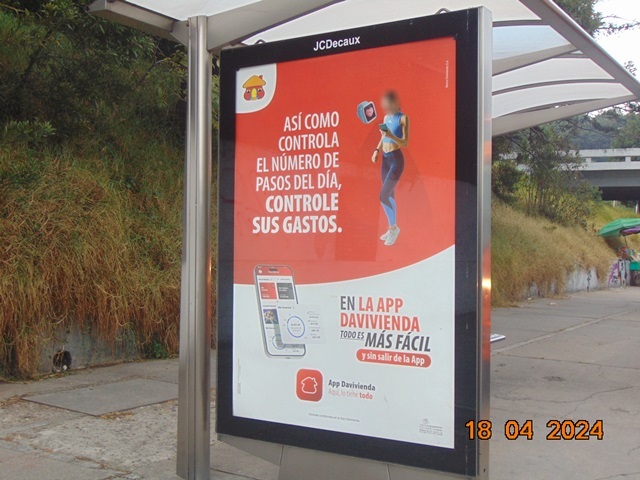 JCDecaux
ASÍ COMO
CONTROLA
EL NÚMERO DE
PASOS DEL DÍA,
CONTROLE
SUS GASTOS.
EN LA APP
DAVIVIENDA
TODO ES MÁS FÁCIL
y sin salir de la App
App Davivienda
Aquí, lo tiene todo
18 04 2024